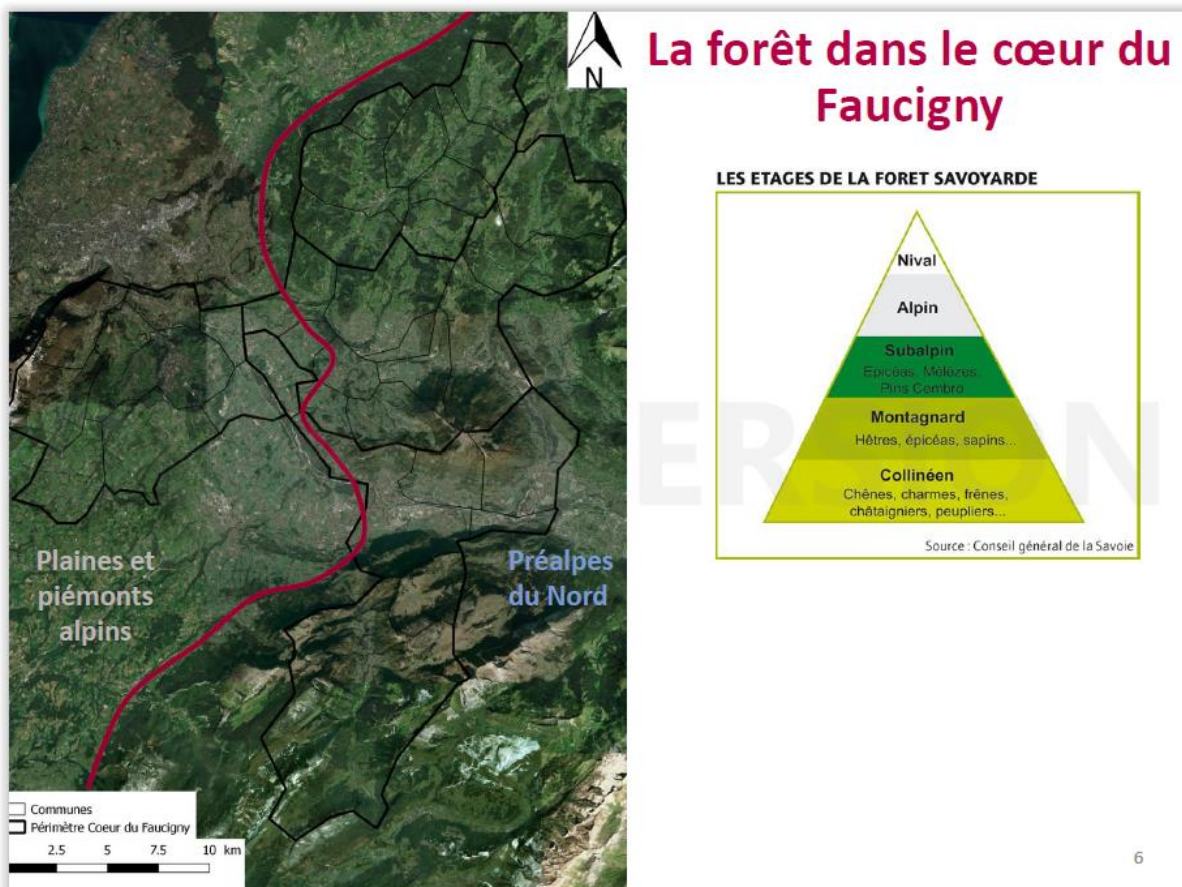 La forêt dans le cœur du
Faucigny
N
LES ETAGES DE LA FORET SAVOYARDE
Nival
Alpin
Subalpin
Epicéas, Mélèzes,
Pins Cembro
Montagnard
Hêtres, épicéas, sapins...
Collinéen
Chênes, charmes, frênes,
châtaigniers, peupliers...
Source : Conseil général de la Savoie
Plaines et
piémonts
alpins
Préalpes
du Nord
Communes
Périmètre Coeur du Faucigny
2.5 5 7.5 10 km
6